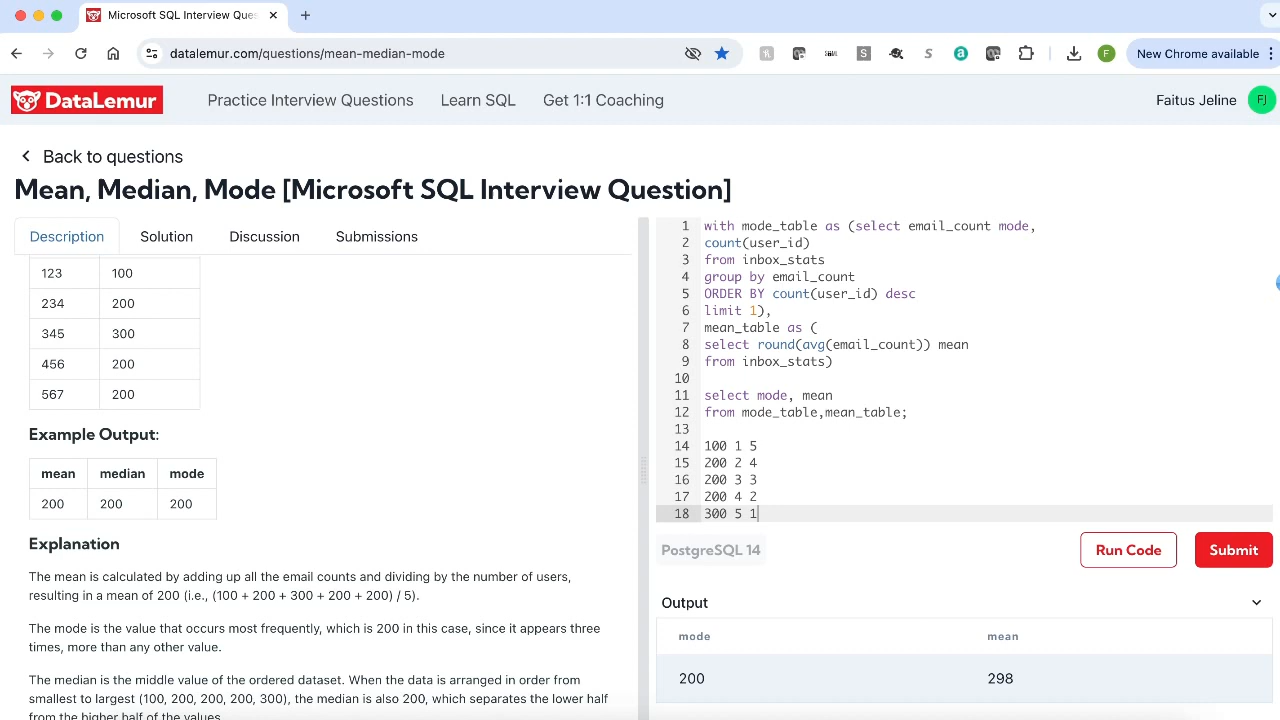 Microsoft SQL Interview Ques
datalemur.com/questions/mean-median-mode
New Chrome available
DataLemur
Practice Interview Questions
Learn SQL
Get 1:1 Coaching
Faitus Jeline
FJ
Back to questions
Mean, Median, Mode [Microsoft SQL Interview Question]
Description
Solution
Discussion
Submissions
123 100
234 200
345 300
456 200
567 200
Example Output:
mean median mode
200 200 200
Explanation
The mean is calculated by adding up all the email counts and dividing by the number of users,
resulting in a mean of 200 (i.e., (100 + 200 + 300 + 200 + 200) / 5).
The mode is the value that occurs most frequently, which is 200 in this case, since it appears three
times, more than any other value.
The median is the middle value of the ordered dataset. When the data is arranged in order from
smallest to largest (100, 200, 200, 200, 300), the median is also 200, which separates the lower half
from the higher half of the values.
1 with mode_table as (select email_count mode,
2 count(user_id)
3 from inbox_stats
4 group by email_count
5 ORDER BY count(user_id) desc
6 limit 1),
7 mean_table as (
8 select round(avg(email_count)) mean
9 from inbox_stats)
10
11 select mode, mean
12 from mode_table,mean_table;
13
14 100 1 5
15 200 2 4
16 200 3 3
17 200 4 2
18 300 5 1
PostgreSQL 14
Run Code
Submit
Output
mode mean
200 298